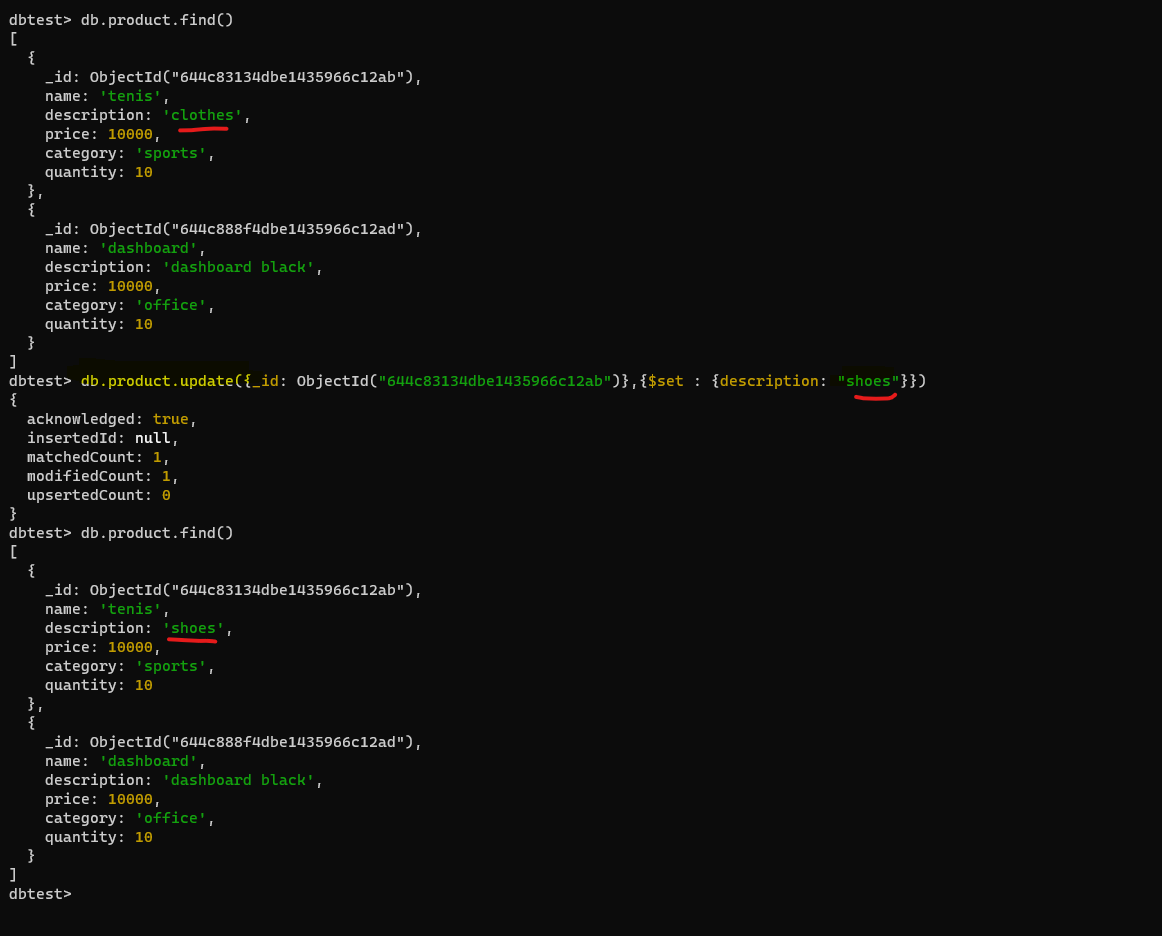 dbtest> db.product.find()
[
  {
    _id: ObjectId("644c83134dbe1435966c12ab"),
    name: 'tenis',
    description: 'clothes',
    price: 10000,
    category: 'sports',
    quantity: 10
  },
  {
    _id: ObjectId("644c888f4dbe1435966c12ad"),
    name: 'dashboard',
    description: 'dashboard black',
    price: 10000,
    category: 'office',
    quantity: 10
  }
]
dbtest> db.product.update({_id: ObjectId("644c83134dbe1435966c12ab")},{$set : {description: "shoes"}})
{
  acknowledged: true,
  insertedId: null,
  matchedCount: 1,
  modifiedCount: 1,
  upsertedCount: 0
}
dbtest> db.product.find()
[
  {
    _id: ObjectId("644c83134dbe1435966c12ab"),
    name: 'tenis',
    description: 'shoes',
    price: 10000,
    category: 'sports',
    quantity: 10
  },
  {
    _id: ObjectId("644c888f4dbe1435966c12ad"),
    name: 'dashboard',
    description: 'dashboard black',
    price: 10000,
    category: 'office',
    quantity: 10
  }
]
dbtest>